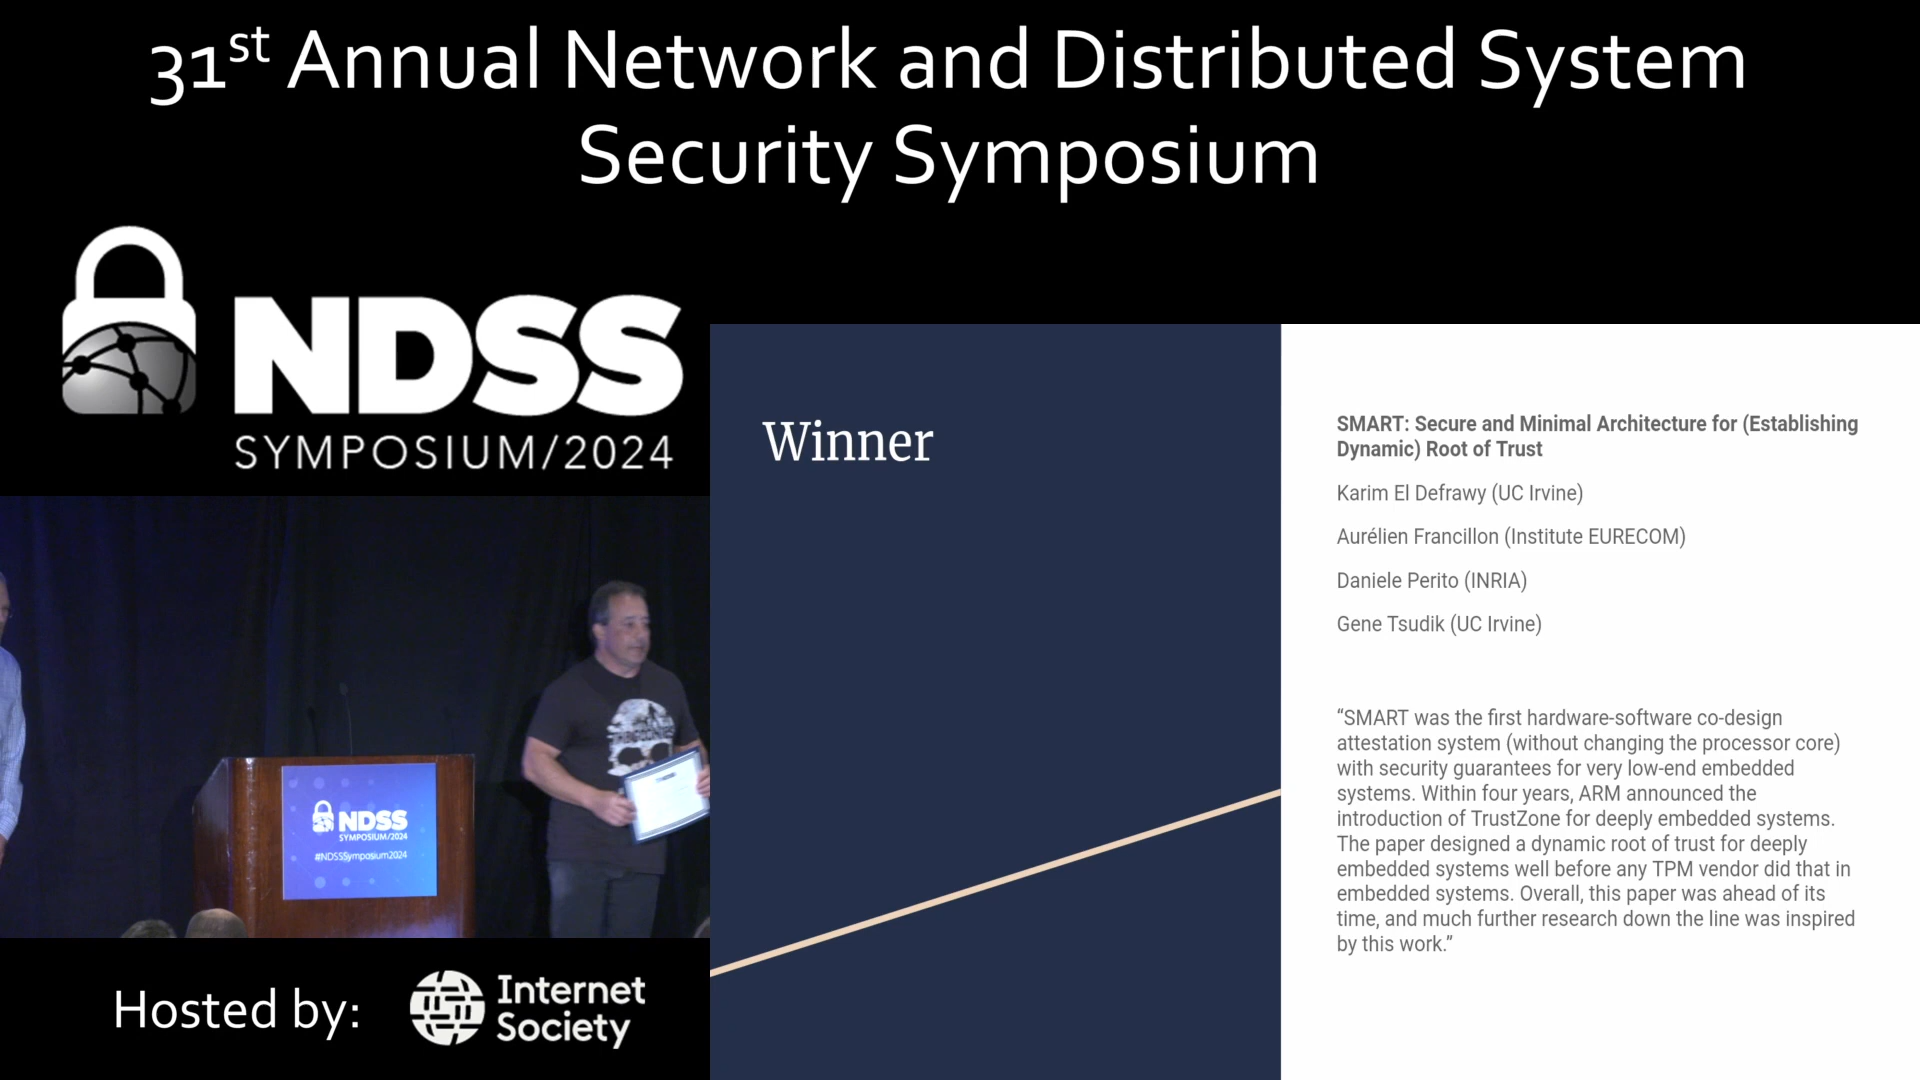 31st Annual Network and Distributed System
Security Symposium
NDSS
SYMPOSIUM/2024
Winner
SMART: Secure and Minimal Architecture for (Establishing
Dynamic) Root of Trust
Karim El Defrawy (UC Irvine)
Aurélien Francillon (Institute EURECOM)
Daniele Perito (INRIA)
Gene Tsudik (UC Irvine)
“SMART was the first hardware-software co-design
attestation system (without changing the processor core)
with security guarantees for very low-end embedded
systems. Within four years, ARM announced the
introduction of TrustZone for deeply embedded systems.
The paper designed a dynamic root of trust for deeply
embedded systems well before any TPM vendor did that in
embedded systems. Overall, this paper was ahead of its
time, and much further research down the line was inspired
by this work.”
NDSS
SYMPOSIUM/2024
#NDSSSymposium2024
Hosted by:
Internet
Society